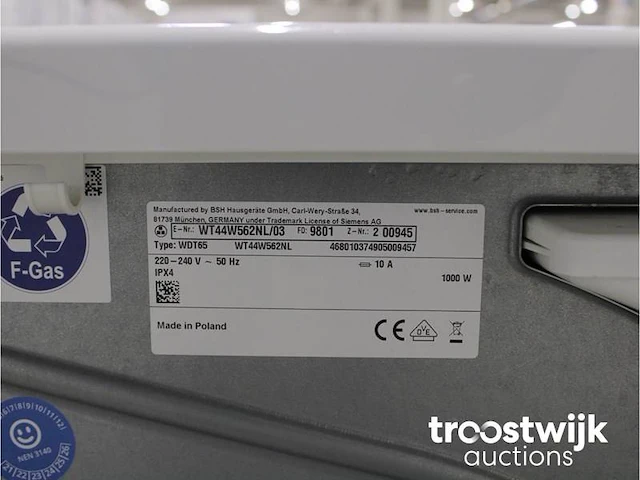 Manufactured by BSH Hausgeräte GmbH, Carl-Wery-Straße 34,
81739 München, GERMANY under Trademark License of Siemens AG
www.bsh-service.com
E-Nr.: WT44W562NL/03 FD: 9801 Z-Nr.: 2 00945
Type: WDT65 WT44W562NL 468010374905009457
220-240 V ~ 50 Hz 10 A
IPX4 1000 W
Made in Poland
CE OVE
F-Gas
NEN 3140
troostwijk
auctions